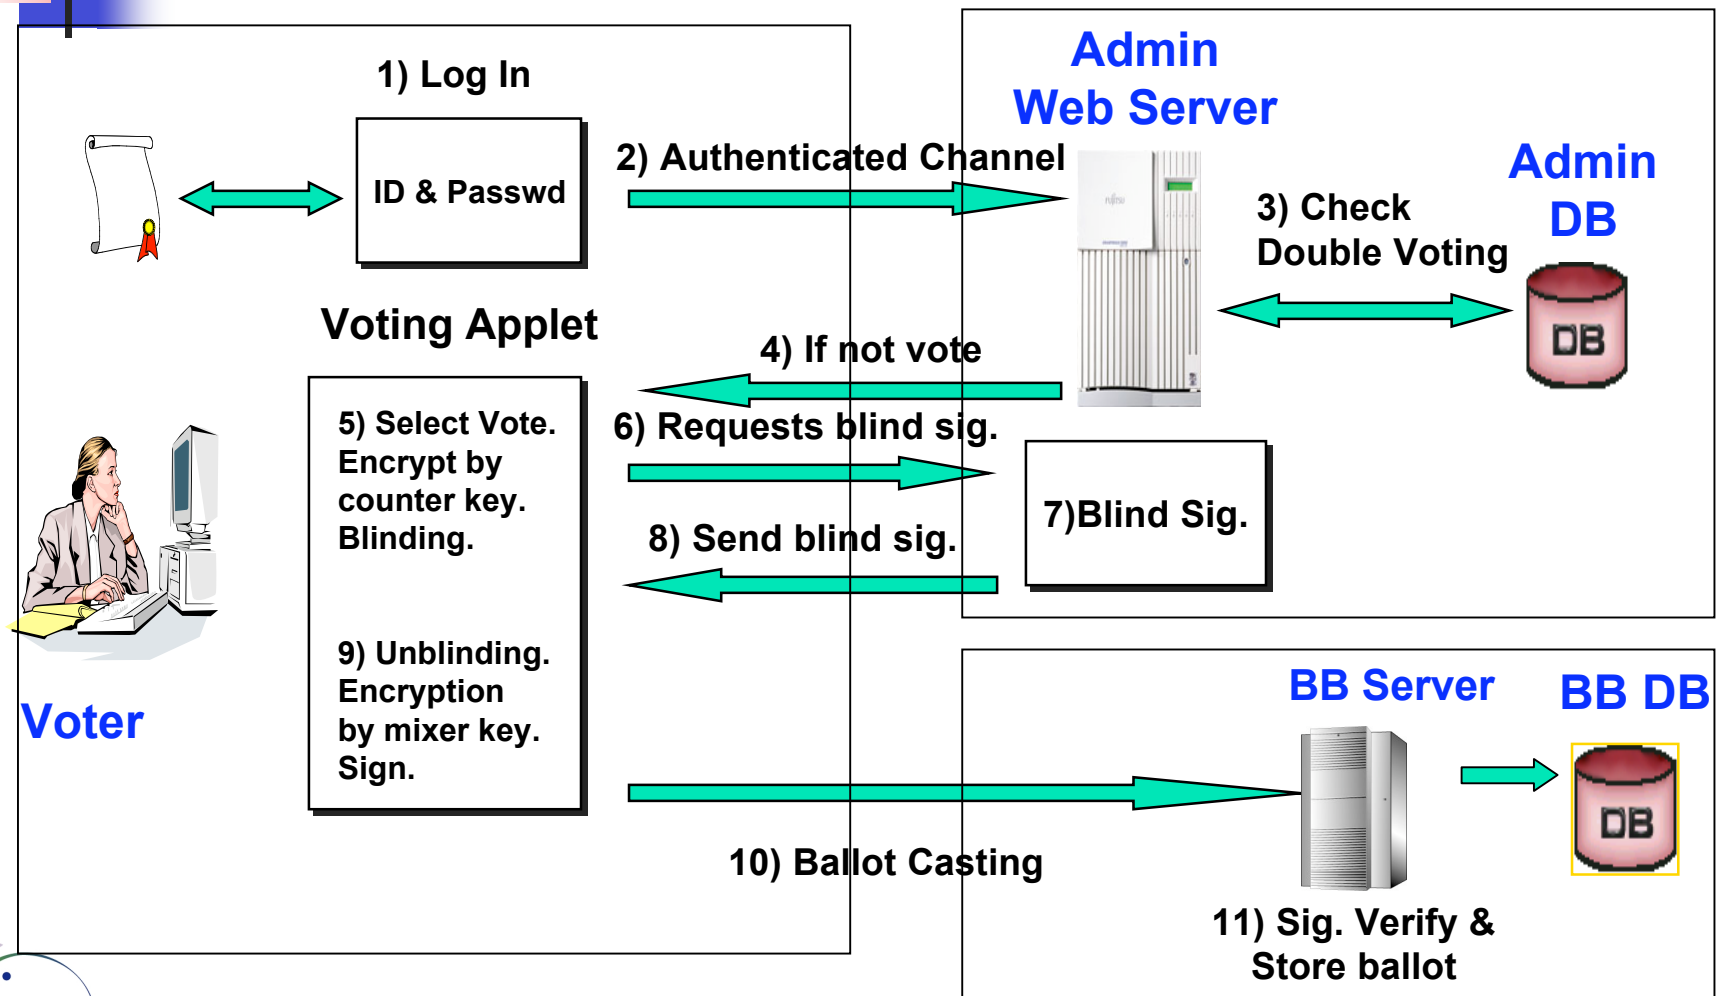 1) Log In
ID & Passwd
2) Authenticated Channel
Admin
Web Server
FUJITSU
3) Check
Double Voting
Admin
DB
DB
Voting Applet
4) If not vote
5) Select Vote.
Encrypt by
counter key.
Blinding.
6) Requests blind sig.
7)Blind Sig.
8) Send blind sig.
9) Unblinding.
Encryption
by mixer key.
Sign.
Voter
10) Ballot Casting
BB Server
BB DB
DB
11) Sig. Verify &
Store ballot